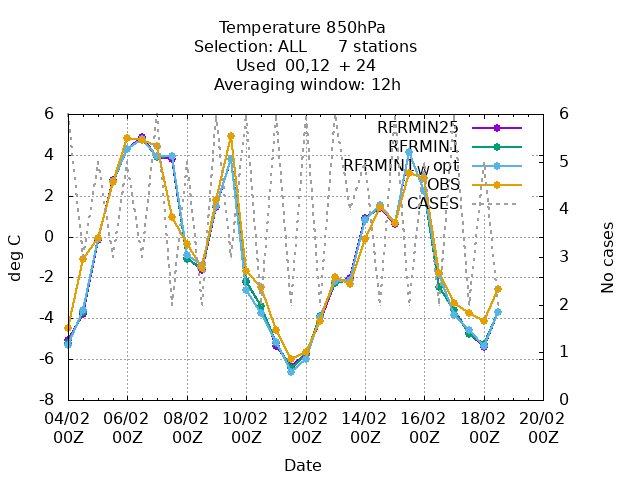 Temperature 850hPa
Selection: ALL 7 stations
Used 00,12 + 24
Averaging window: 12h
RFRMIN25
RFRMIN1
RFRMIN1_w_opt
OBS
CASES
6
4
2
0
-2
-4
-6
-8
deg C
6
5
4
3
2
1
0
No cases
04/02 06/02 08/02 10/02 12/02 14/02 16/02 18/02 20/02
00Z 00Z 00Z 00Z 00Z 00Z 00Z 00Z 00Z
Date